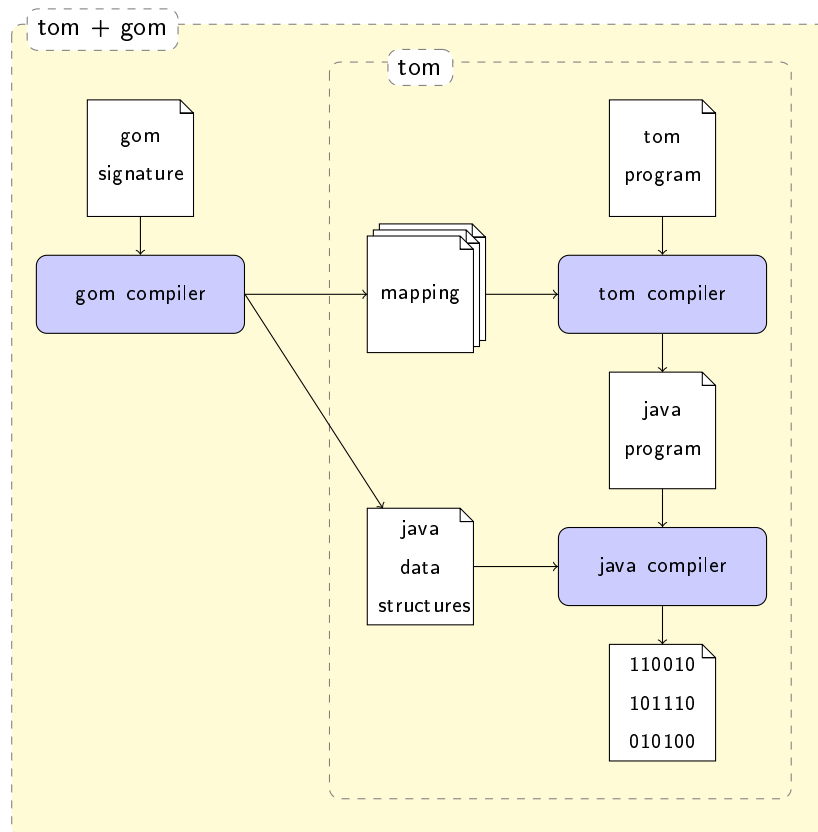 tom + gom
tom
gom
signature
tom
program
gom compiler
mapping
tom compiler
java
program
java
data
structures
java compiler
110010
101110
010100